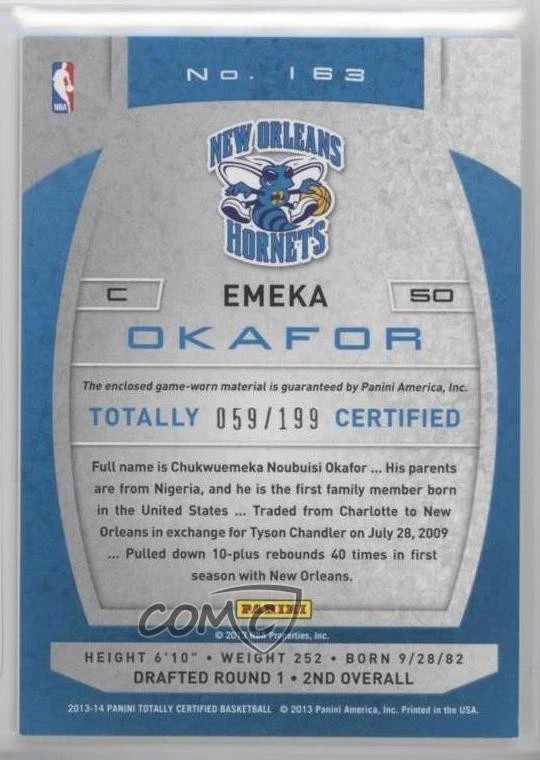 No. 163
NBA
NEW ORLEANS
HORNETS
C
EMEKA
50
OKAFOR
The enclosed game-worn material is guaranteed by Panini America, Inc.
TOTALLY 059/199 CERTIFIED
Full name is Chukwuemeka Noubuisi Okafor ... His parents
are from Nigeria, and he is the first family member born
in the United States ... Traded from Charlotte to New
Orleans in exchange for Tyson Chandler on July 28, 2009
... Pulled down 10-plus rebounds 40 times in first
season with New Orleans.
PANINI
COMC
© 2013 NBA Properties, Inc.
HEIGHT 6'10" • WEIGHT 252 • BORN 9/28/82
DRAFTED ROUND 1 • 2ND OVERALL
2013-14 PANINI TOTALLY CERTIFIED BASKETBALL © 2013 Panini America, Inc. Printed in the USA.